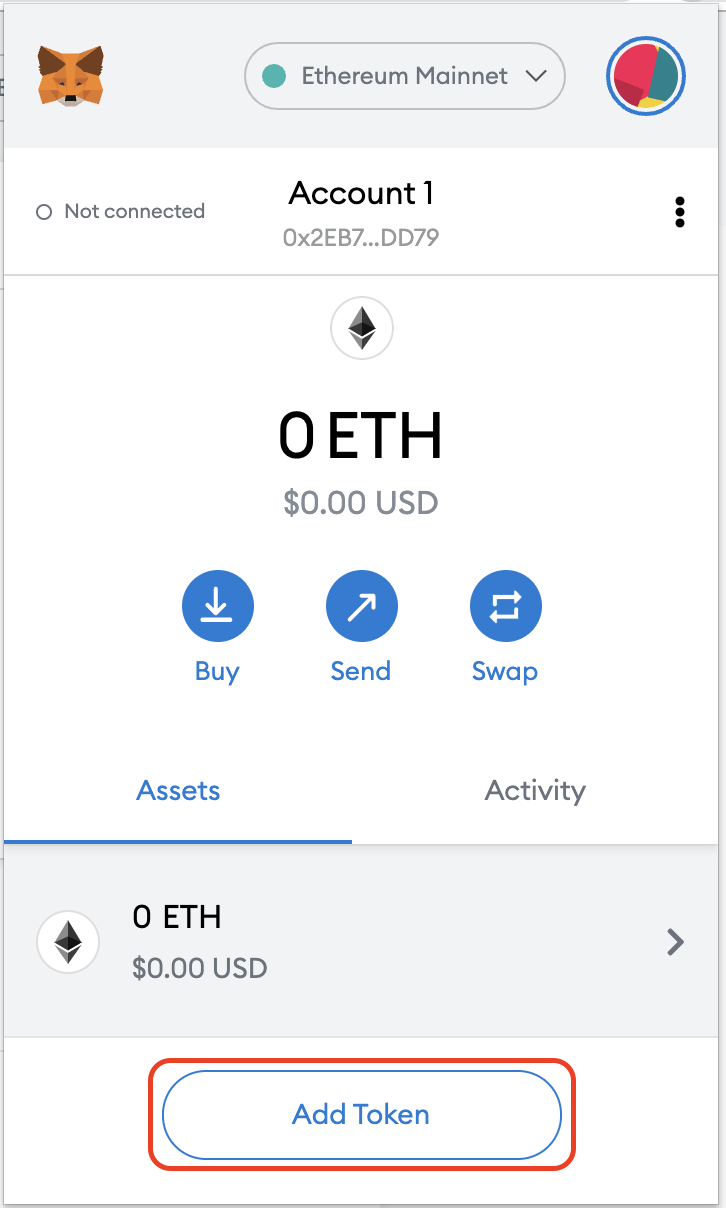 Ethereum Mainnet
Not connected
Account 1
0x2EB7...DD79
0 ETH
$0.00 USD
Buy
Send
Swap
Assets
Activity
0 ETH
$0.00 USD
Add Token